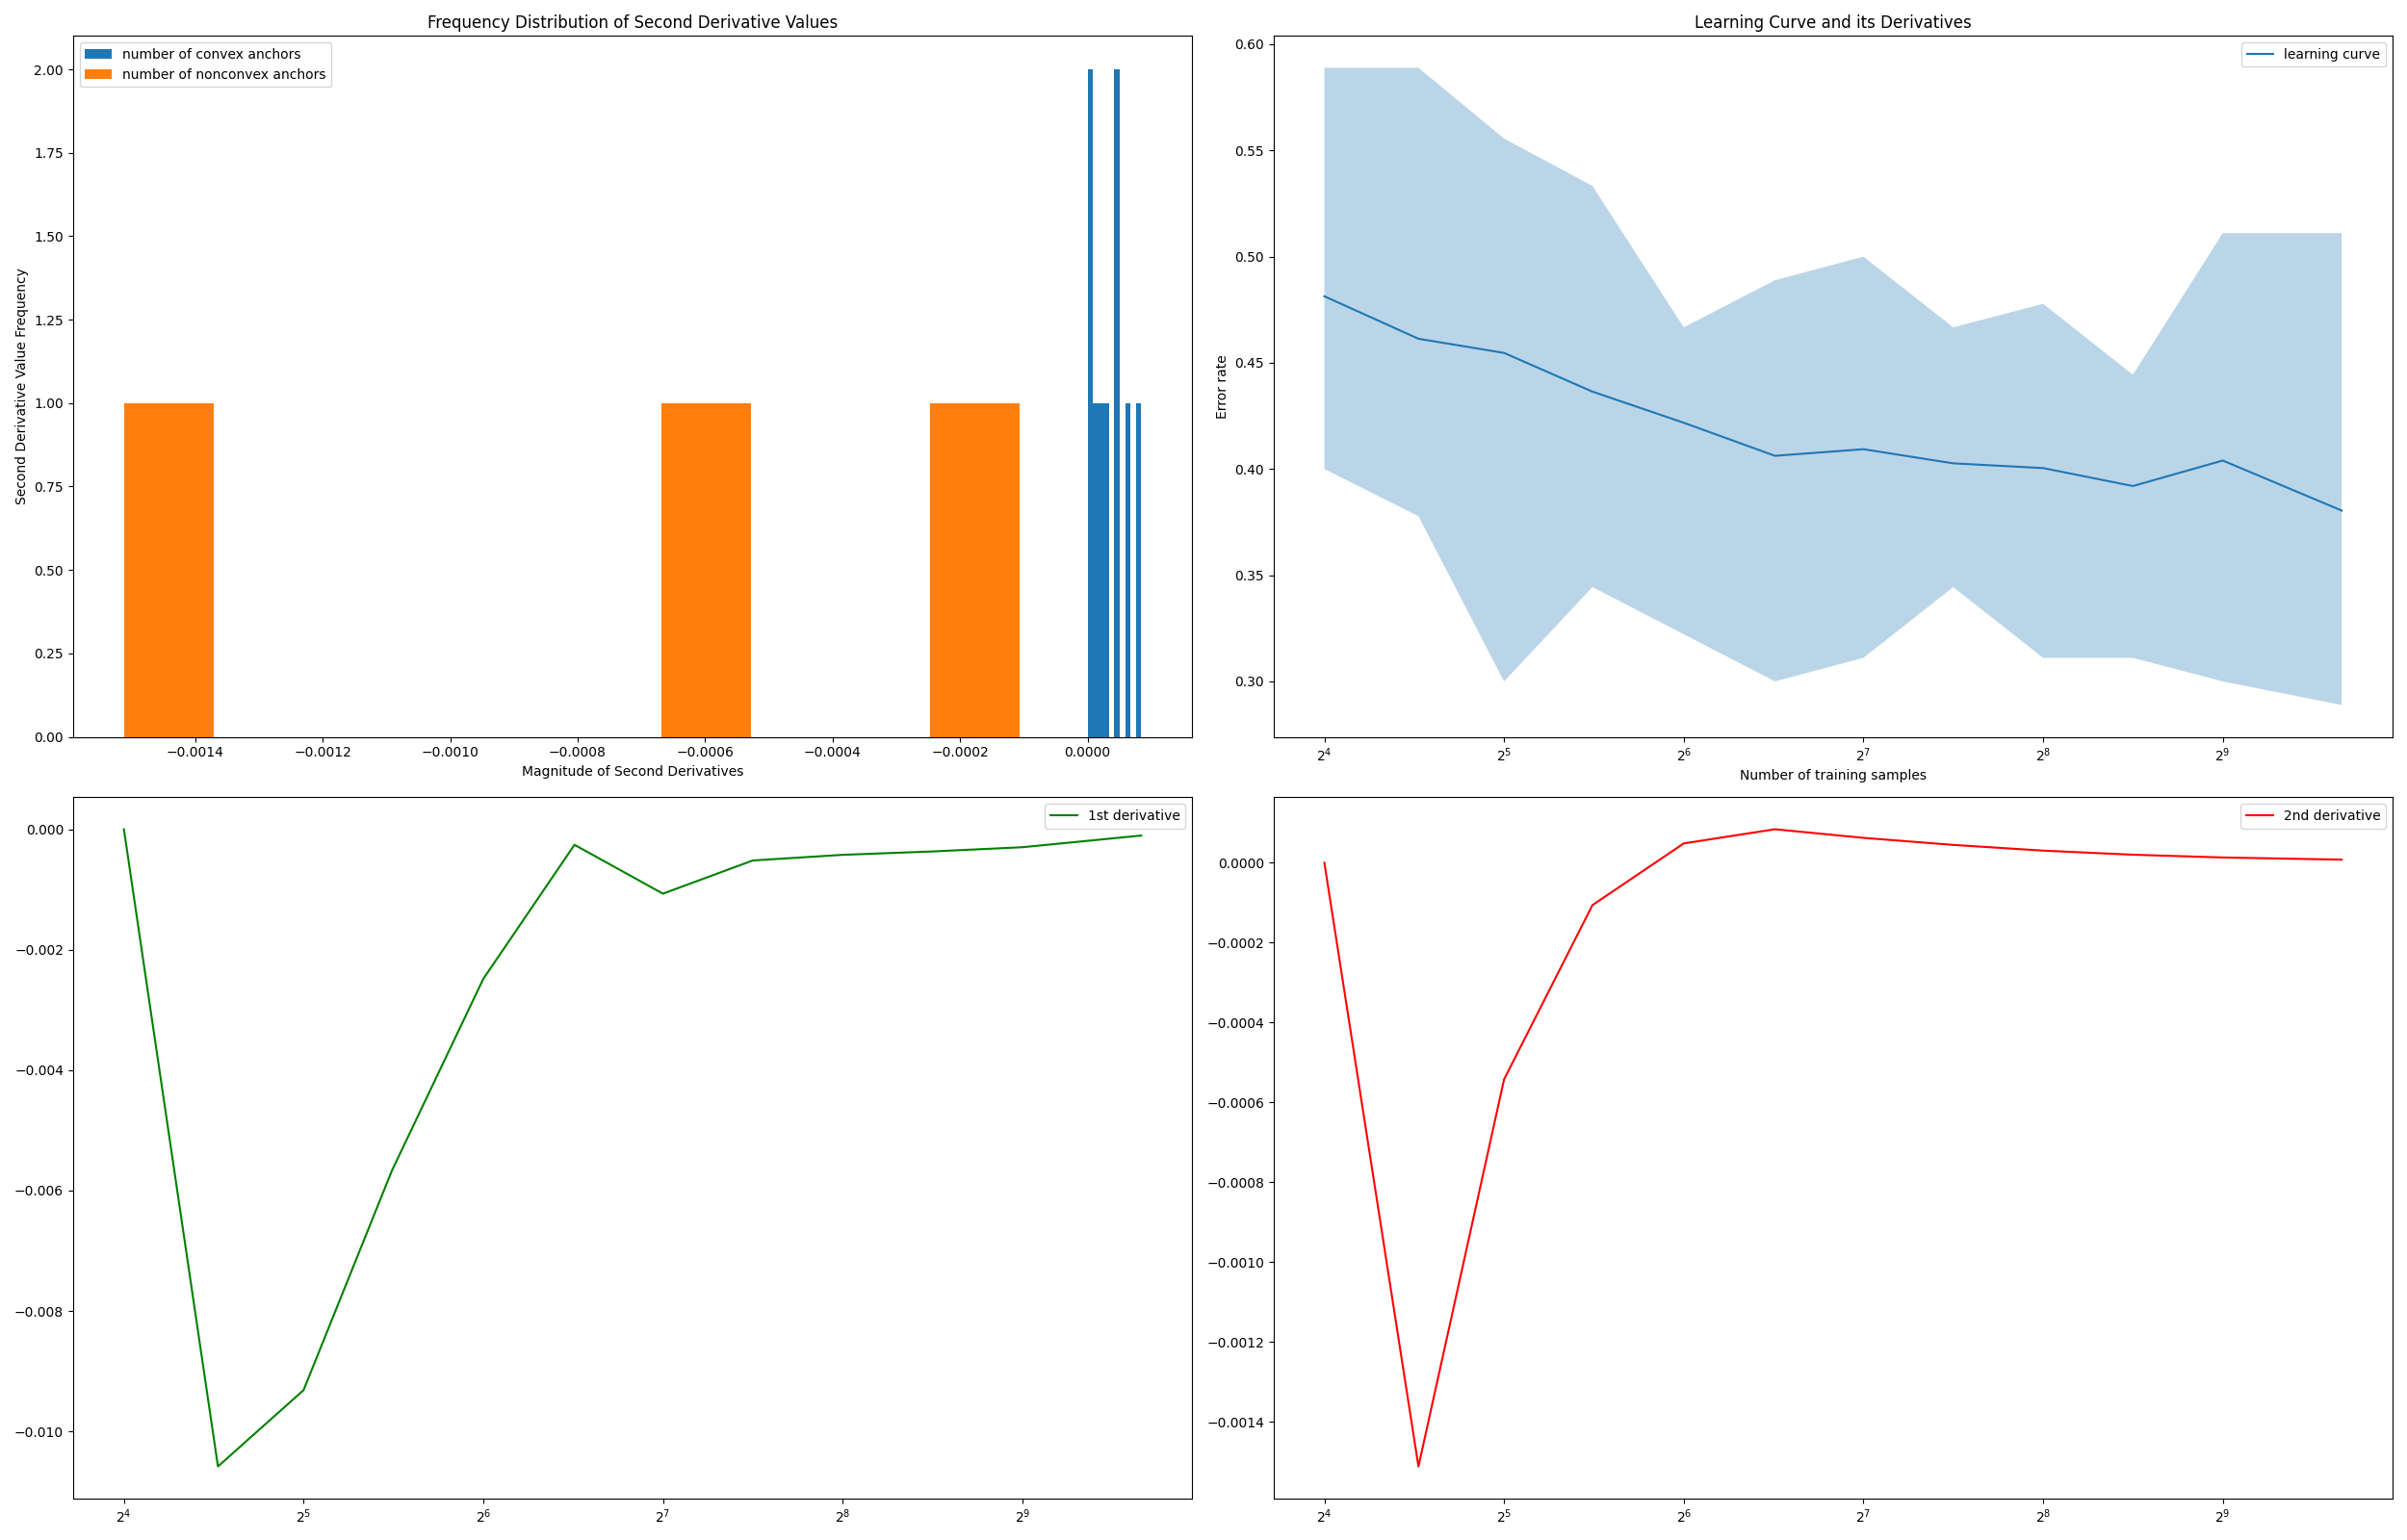 Frequency Distribution of Second Derivative Values
number of convex anchors
number of nonconvex anchors
Second Derivative Value Frequency
2.00
1.75
1.50
1.25
1.00
0.75
0.50
0.25
0.00
−0.0014 −0.0012 −0.0010 −0.0008 −0.0006 −0.0004 −0.0002 0.0000
Magnitude of Second Derivatives
Learning Curve and its Derivatives
learning curve
Error rate
0.60
0.55
0.50
0.45
0.40
0.35
0.30
2⁴ 2⁵ 2⁶ 2⁷ 2⁸ 2⁹
Number of training samples
1st derivative
0.000
−0.002
−0.004
−0.006
−0.008
−0.010
2⁴ 2⁵ 2⁶ 2⁷ 2⁸ 2⁹
2nd derivative
0.0000
−0.0002
−0.0004
−0.0006
−0.0008
−0.0010
−0.0012
−0.0014
2⁴ 2⁵ 2⁶ 2⁷ 2⁸ 2⁹